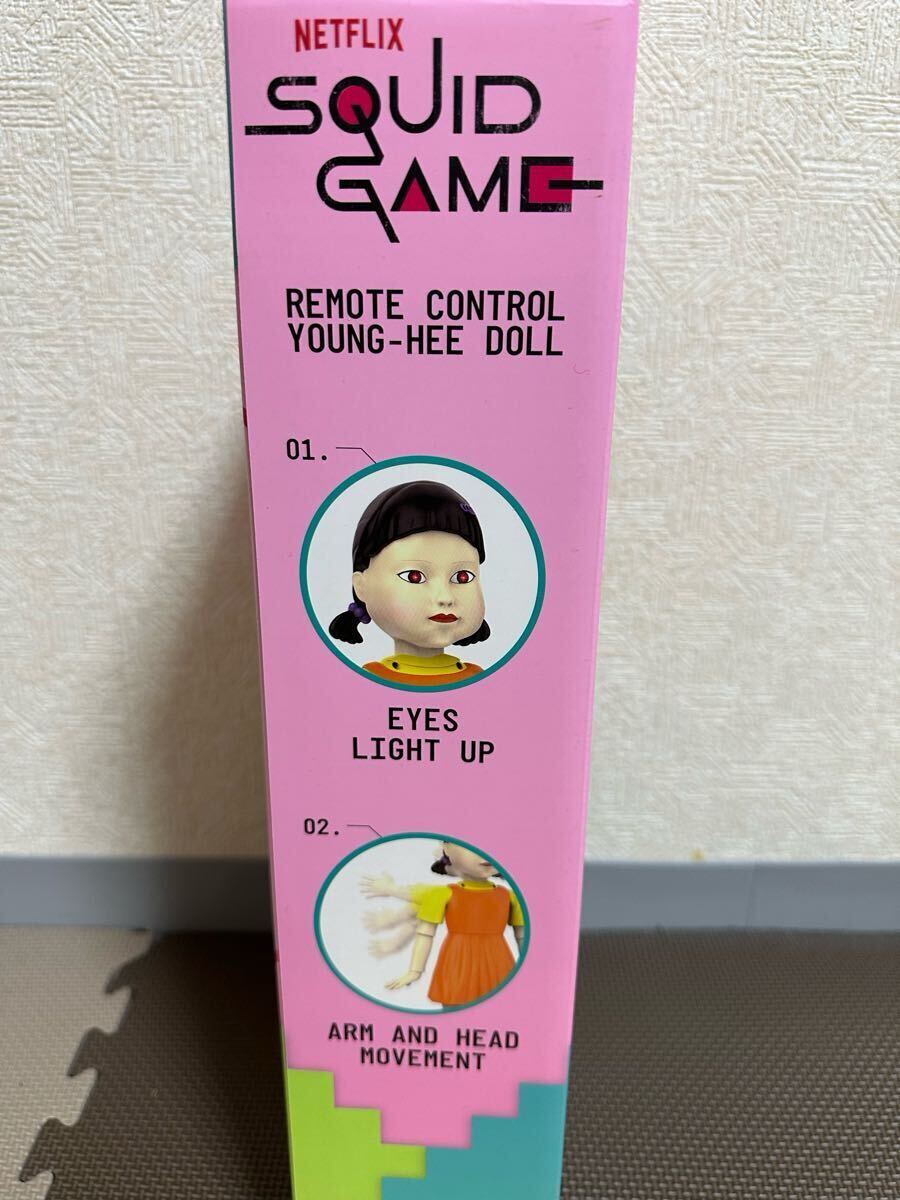 NETFLIX
SQUID
GAME
REMOTE CONTROL
YOUNG-HEE DOLL
01.
EYES
LIGHT UP
02.
ARM AND HEAD
MOVEMENT